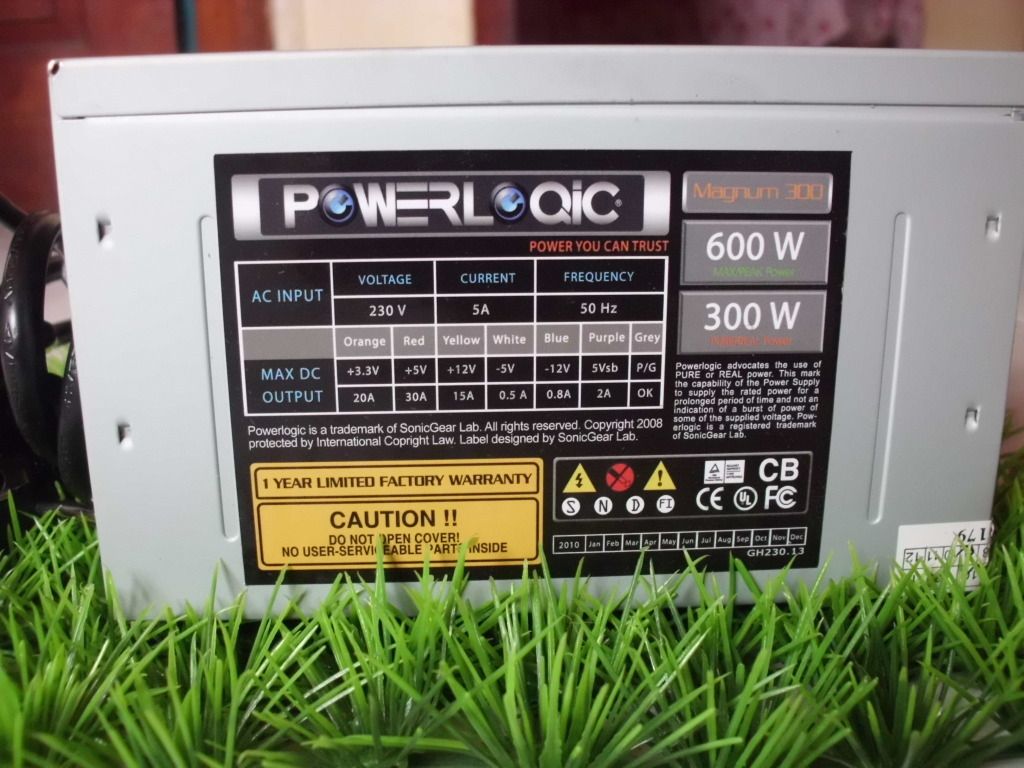 POWERLOGIC®
POWER YOU CAN TRUST
Magnum 300
600 W
MAX/PEAK Power
300 W
AC INPUT VOLTAGE CURRENT FREQUENCY
230 V 5A 50 Hz
Orange Red Yellow White Blue Purple Grey
MAX DC +3.3V +5V +12V -5V -12V 5Vsb P/G
OUTPUT 20A 30A 15A 0.5 A 0.8A 2A OK
Powerlogic is a trademark of SonicGear Lab. All rights reserved. Copyright 2008
protected by International Copright Law. Label designed by SonicGear Lab.
Powerlogic advocates the use of
PURE or REAL power. This mark
the capability of the Power Supply
to supply the rated power for a
prolonged period of time and not an
indication of a burst of power of
some of the supplied voltage. Pow-
erlogic is a registered trademark
of SonicGear Lab.
1 YEAR LIMITED FACTORY WARRANTY
CAUTION !!
DO NOT OPEN COVER!
NO USER-SERVICEABLE PARTS INSIDE
S N D FI
CB
CE UL FC
2010 Jan Feb Mar Apr May Jun Jul Aug Sep Oct Nov Dec
GH230.13